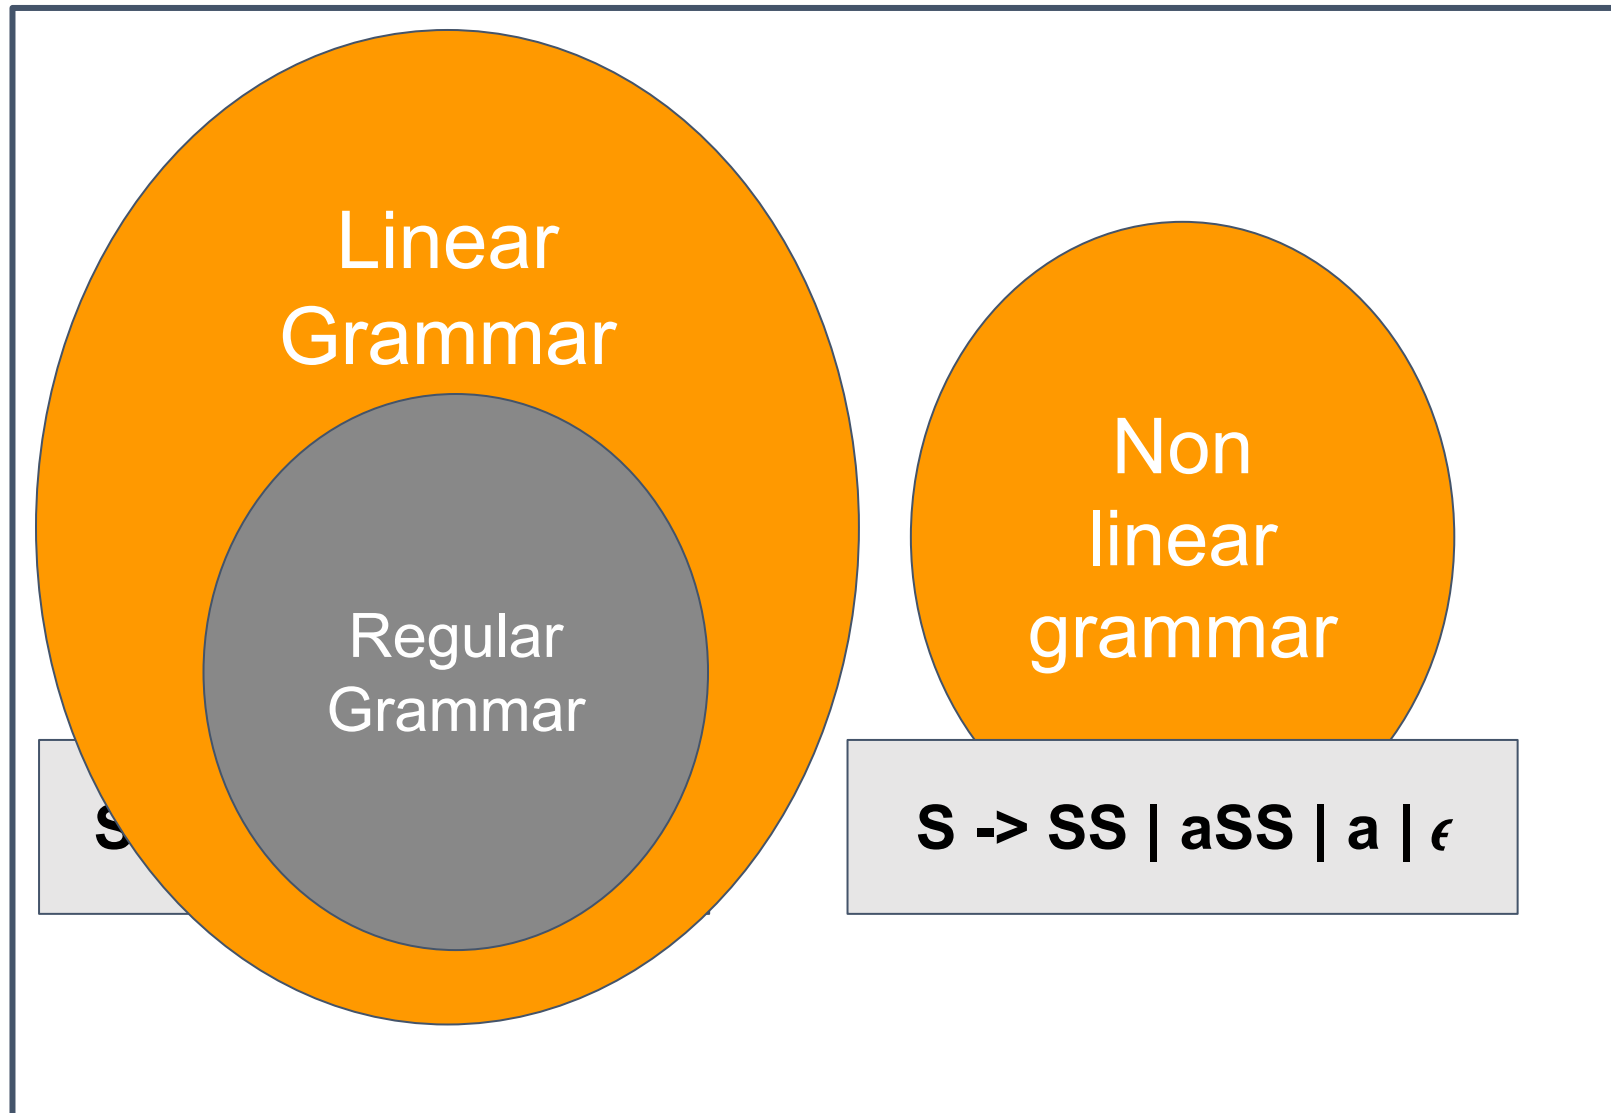 Linear
Grammar
Non
linear
grammar
Regular
Grammar
S -> SS | aSS | a | ϵ